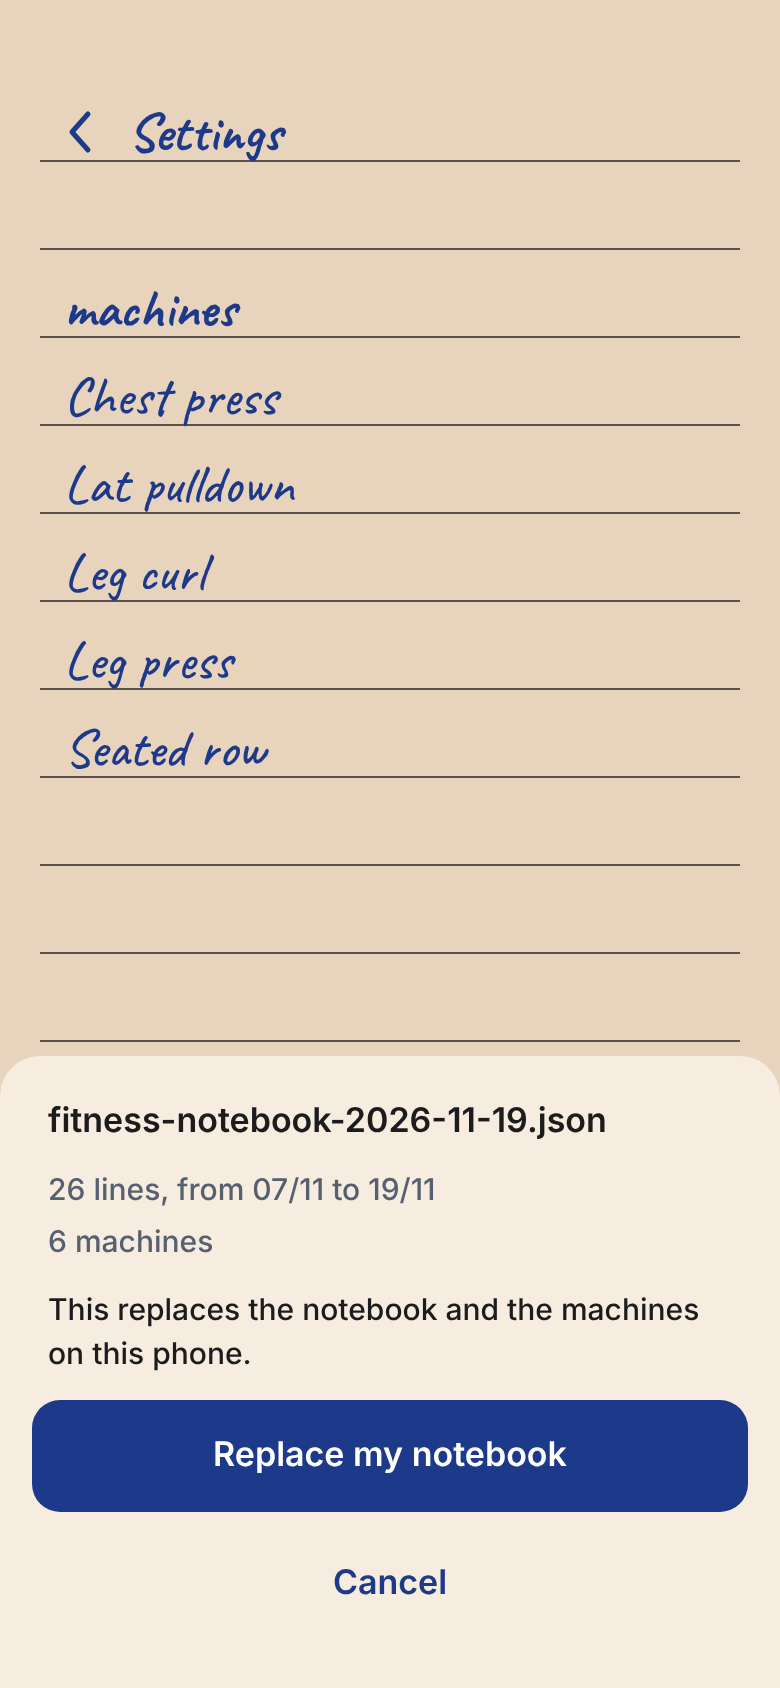 Settings
machines
Chest press
Lat pulldown
Leg curl
Leg press
Seated row
fitness-notebook-2026-11-19.json
26 lines, from 07/11 to 19/11
6 machines
This replaces the notebook and the machines
on this phone.
Replace my notebook
Cancel